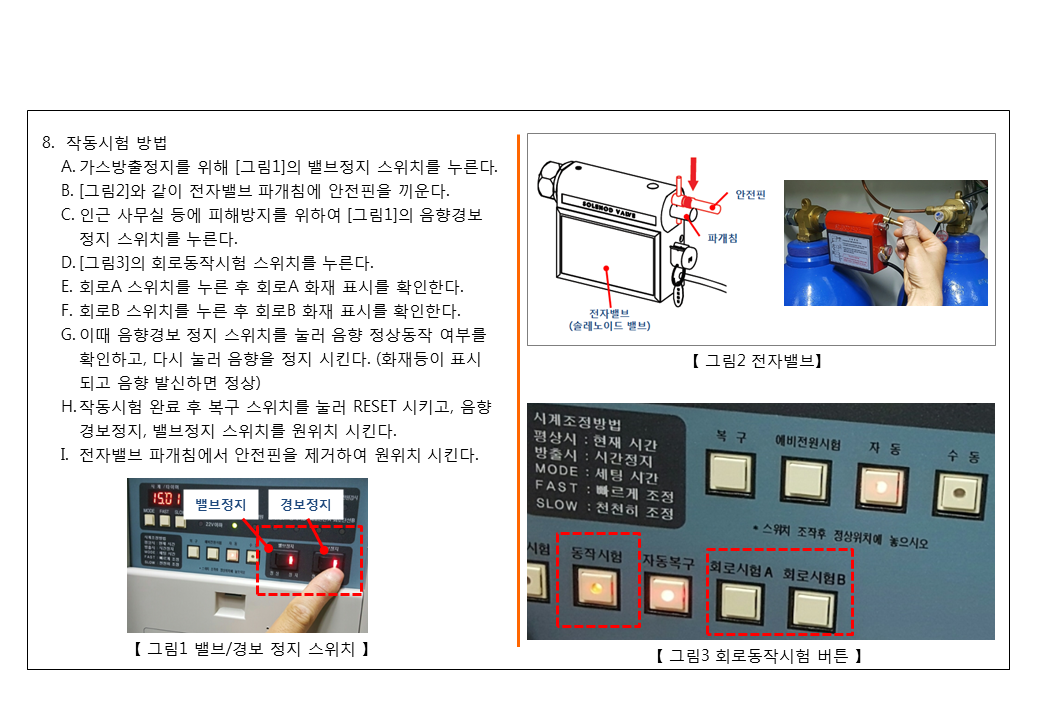 8. 작동시험 방법
A. 가스방출정지를 위해 [그림1]의 밸브정지 스위치를 누른다.
B. [그림2]와 같이 전자밸브 파개침에 안전핀을 끼운다.
C. 인근 사무실 등에 피해방지를 위하여 [그림1]의 음향경보
정지 스위치를 누른다.
D. [그림3]의 회로동작시험 스위치를 누른다.
E. 회로A 스위치를 누른 후 회로A 화재 표시를 확인한다.
F. 회로B 스위치를 누른 후 회로B 화재 표시를 확인한다.
G. 이때 음향경보 정지 스위치를 눌러 음향 정상동작 여부를
확인하고, 다시 눌러 음향을 정지 시킨다. (화재등이 표시
되고 음향 발신하면 정상)
H. 작동시험 완료 후 복구 스위치를 눌러 RESET 시키고, 음향
경보정지, 밸브정지 스위치를 원위치 시킨다.
I. 전자밸브 파개침에서 안전핀을 제거하여 원위치 시킨다.
15:01
MODE FAST SLOW
밸브정지
경보정지
【 그림1 밸브/경보 정지 스위치 】
SOLENOD VALVE
안전핀
파개침
전자밸브
(솔레노이드 밸브)
【 그림2 전자밸브】
시계조정방법
평상시 : 현재 시간
방출시 : 시간정지
MODE : 세팅 시간
FAST : 빠르게 조정
SLOW : 천천히 조정
복 구
예비전원시험
자 동
수 동
* 스위치 조작후 정상위치에 놓으시오
시험
동작시험
자동복구
회로시험A
회로시험B
【 그림3 회로동작시험 버튼 】